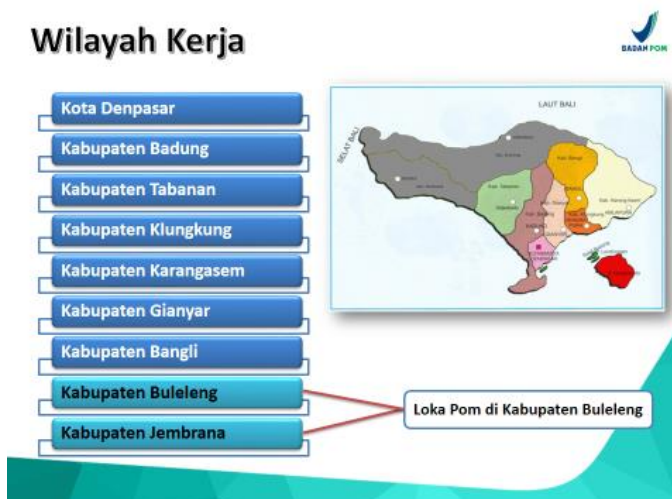 Wilayah Kerja
BADAN POM
Kota Denpasar
Kabupaten Badung
Kabupaten Tabanan
Kabupaten Klungkung
Kabupaten Karangasem
Kabupaten Gianyar
Kabupaten Bangli
Kabupaten Buleleng
Kabupaten Jembrana
LAUT BALI
SELAT BALI
Loka Pom di Kabupaten Buleleng